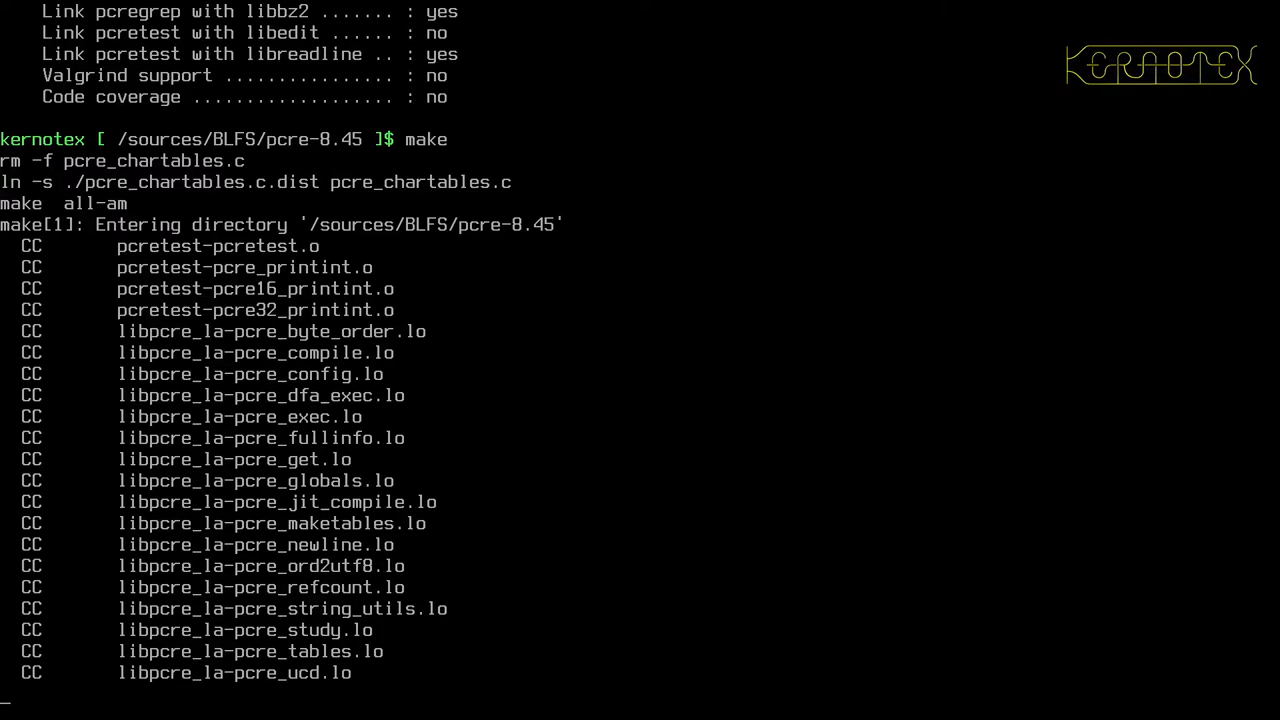 Link pcregrep with libbz2 ....... : yes
Link pcretest with libedit ...... : no
Link pcretest with libreadline .. : yes
Valgrind support ................ : no
Code coverage ................... : no
KERNOTEX
kernotex [ /sources/BLFS/pcre-8.45 ]$ make
rm -f pcre_chartables.c
ln -s ./pcre_chartables.c.dist pcre_chartables.c
make  all-am
make[1]: Entering directory '/sources/BLFS/pcre-8.45'
CC       pcretest-pcretest.o
CC       pcretest-pcre_printint.o
CC       pcretest-pcre16_printint.o
CC       pcretest-pcre32_printint.o
CC       libpcre_la-pcre_byte_order.lo
CC       libpcre_la-pcre_compile.lo
CC       libpcre_la-pcre_config.lo
CC       libpcre_la-pcre_dfa_exec.lo
CC       libpcre_la-pcre_exec.lo
CC       libpcre_la-pcre_fullinfo.lo
CC       libpcre_la-pcre_get.lo
CC       libpcre_la-pcre_globals.lo
CC       libpcre_la-pcre_jit_compile.lo
CC       libpcre_la-pcre_maketables.lo
CC       libpcre_la-pcre_newline.lo
CC       libpcre_la-pcre_ord2utf8.lo
CC       libpcre_la-pcre_refcount.lo
CC       libpcre_la-pcre_string_utils.lo
CC       libpcre_la-pcre_study.lo
CC       libpcre_la-pcre_tables.lo
CC       libpcre_la-pcre_ucd.lo